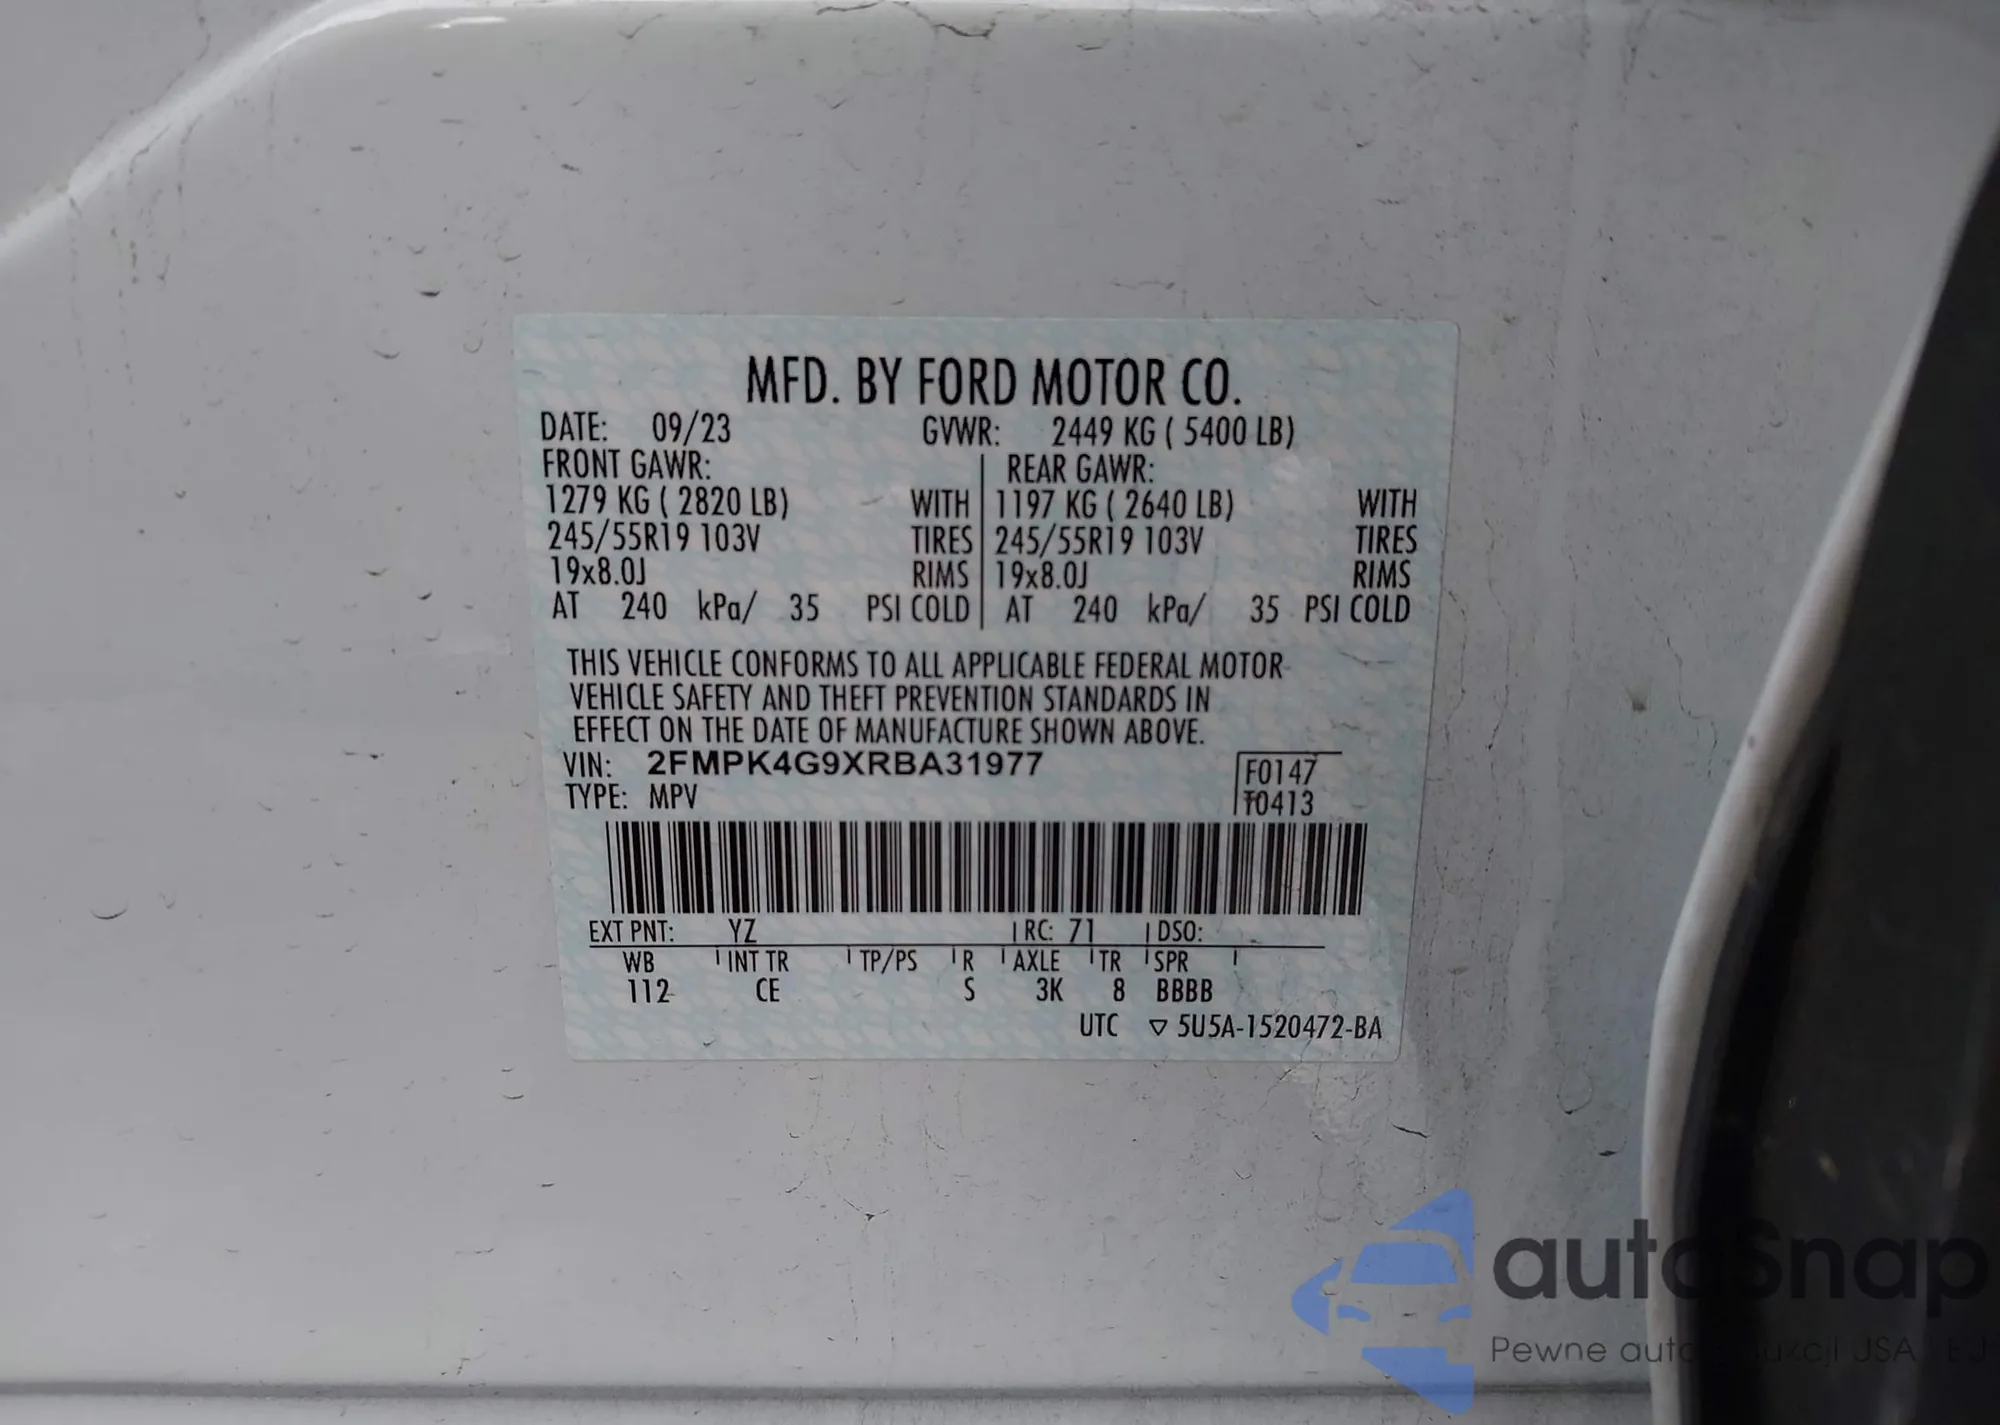 MFD. BY FORD MOTOR CO.
DATE: 09/23 GVWR: 2449 KG ( 5400 LB)
FRONT GAWR: REAR GAWR:
1279 KG ( 2820 LB) WITH 1197 KG ( 2640 LB) WITH
245/55R19 103V TIRES 245/55R19 103V TIRES
19x8.0J RIMS 19x8.0J RIMS
AT 240 kPa/ 35 PSI COLD AT 240 kPa/ 35 PSI COLD
THIS VEHICLE CONFORMS TO ALL APPLICABLE FEDERAL MOTOR
VEHICLE SAFETY AND THEFT PREVENTION STANDARDS IN
EFFECT ON THE DATE OF MANUFACTURE SHOWN ABOVE.
VIN: 2FMPK4G9XRBA31977 F0147
TYPE: MPV T0413
EXT PNT: YZ RC: 71 DSO:
WB INT TR TP/PS R AXLE TR SPR
112 CE S 3K 8 BBBB
UTC ▽ 5U5A-1520472-BA
autoSnap
Pewne auta